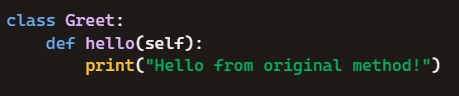 class Greet:
    def hello(self):
        print("Hello from original method!")